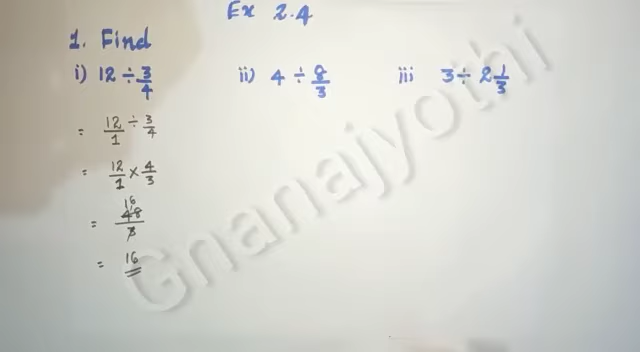 Ex 2.4
1. Find
i) 12 ÷ 3/4 ii) 4 ÷ 8/3 iii 3 ÷ 2 1/3
= 12/1 ÷ 3/4
= 12/1 × 4/3
= 48/3 16
= 16
Gnanajyothi